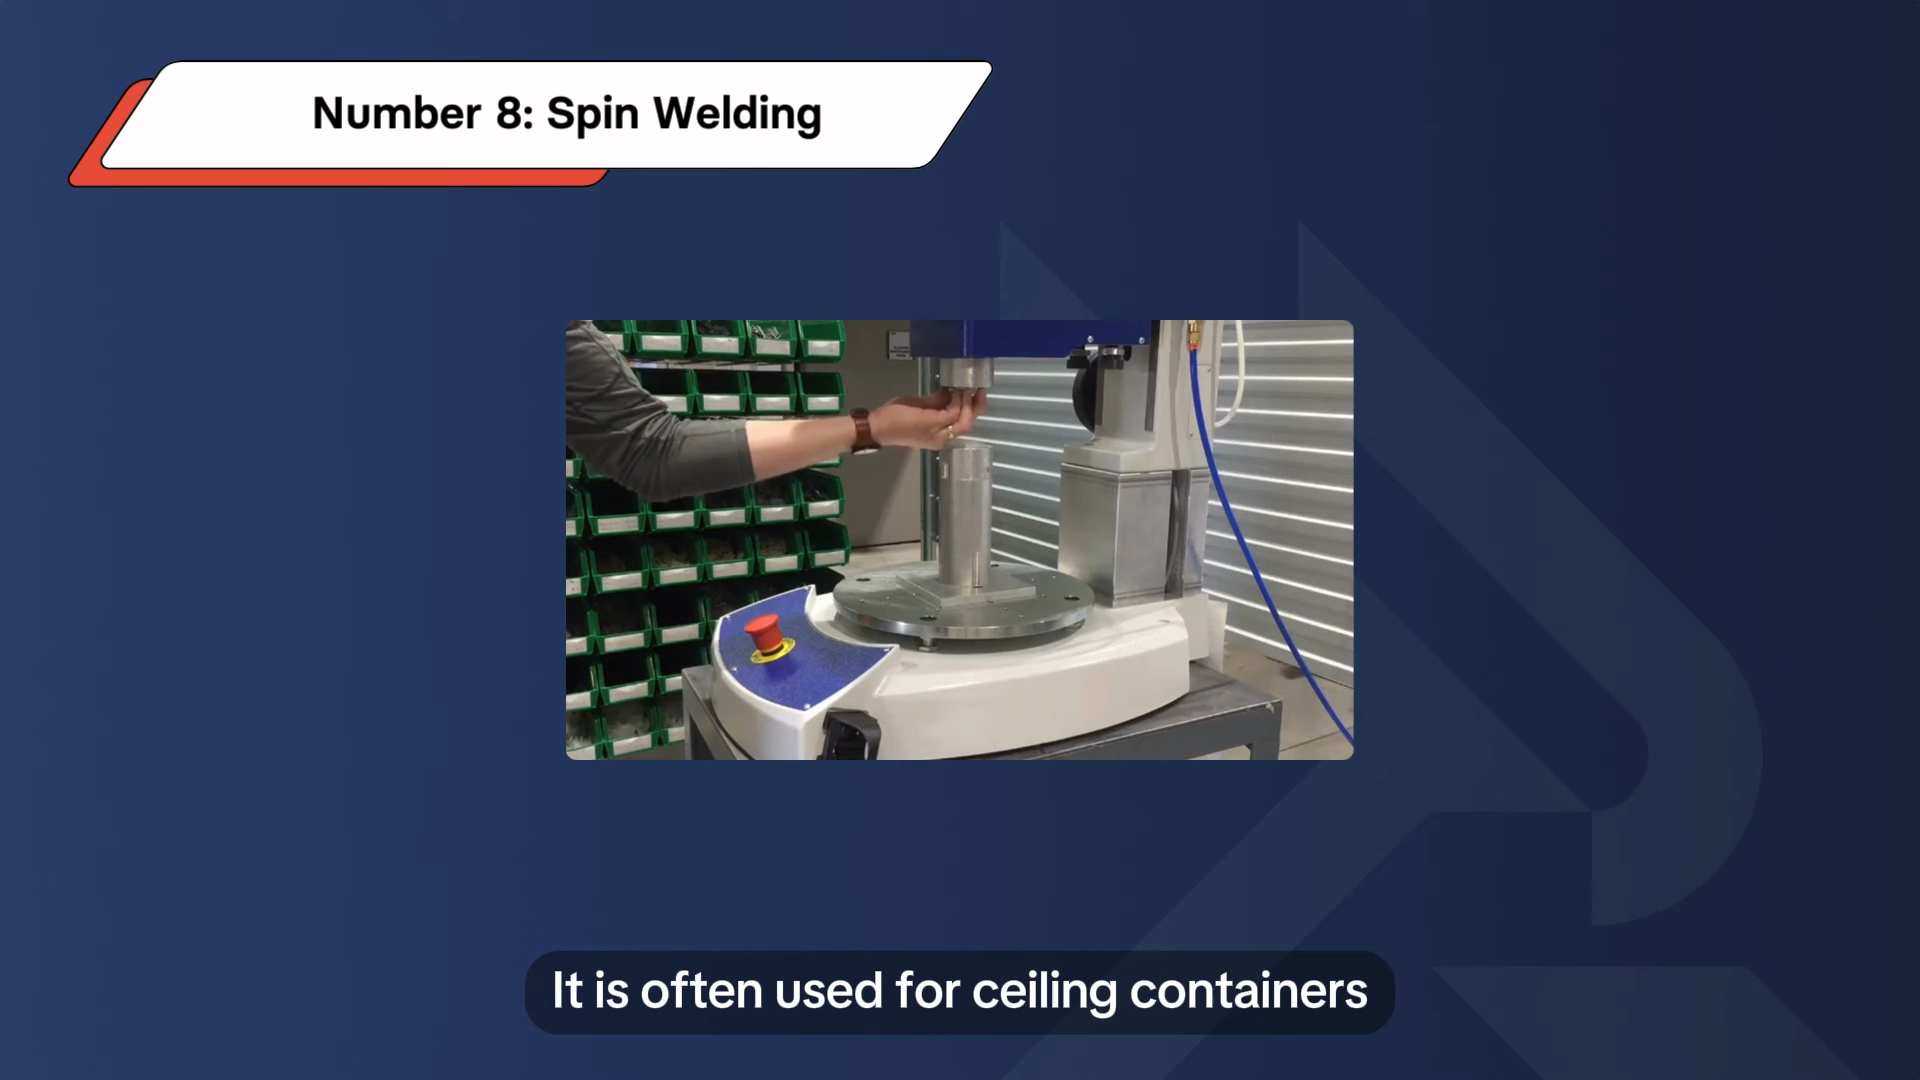 Number 8: Spin Welding
It is often used for ceiling containers